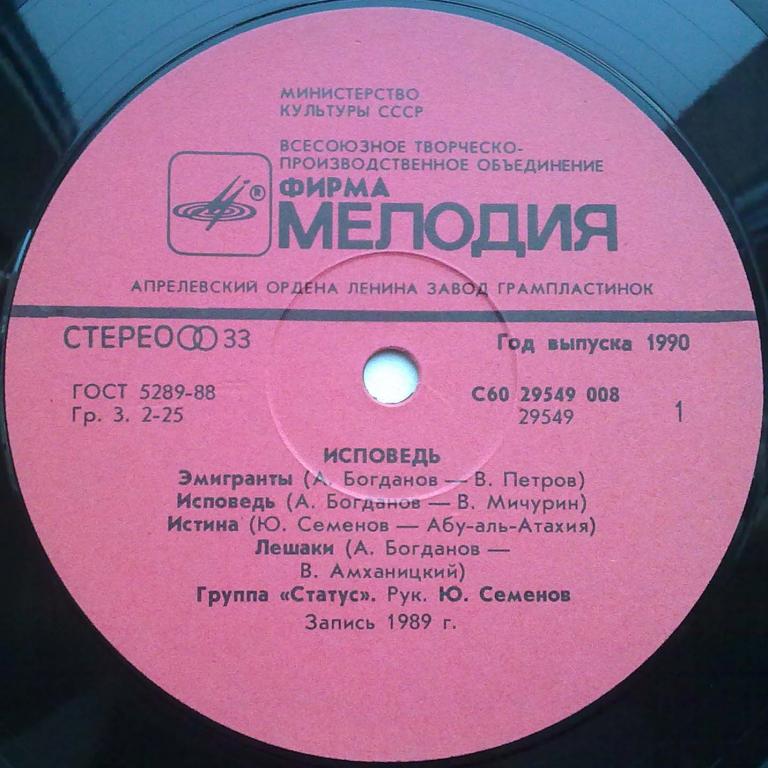 МИНИСТЕРСТВО
КУЛЬТУРЫ СССР
ВСЕСОЮЗНОЕ ТВОРЧЕСКО-
ПРОИЗВОДСТВЕННОЕ ОБЪЕДИНЕНИЕ
®
ФИРМА
МЕЛОДИЯ
АПРЕЛЕВСКИЙ ОРДЕНА ЛЕНИНА ЗАВОД ГРАМПЛАСТИНОК
СТЕРЕО 33
Год выпуска 1990
ГОСТ 5289-88
Гр. 3. 2-25
С60 29549 008
29549
1
ИСПОВЕДЬ
Эмигранты (А. Богданов — В. Петров)
Исповедь (А. Богданов — В. Мичурин)
Истина (Ю. Семенов — Абу-аль-Атахия)
Лешаки (А. Богданов —
В. Амханицкий)
Группа «Статус». Рук. Ю. Семенов
Запись 1989 г.